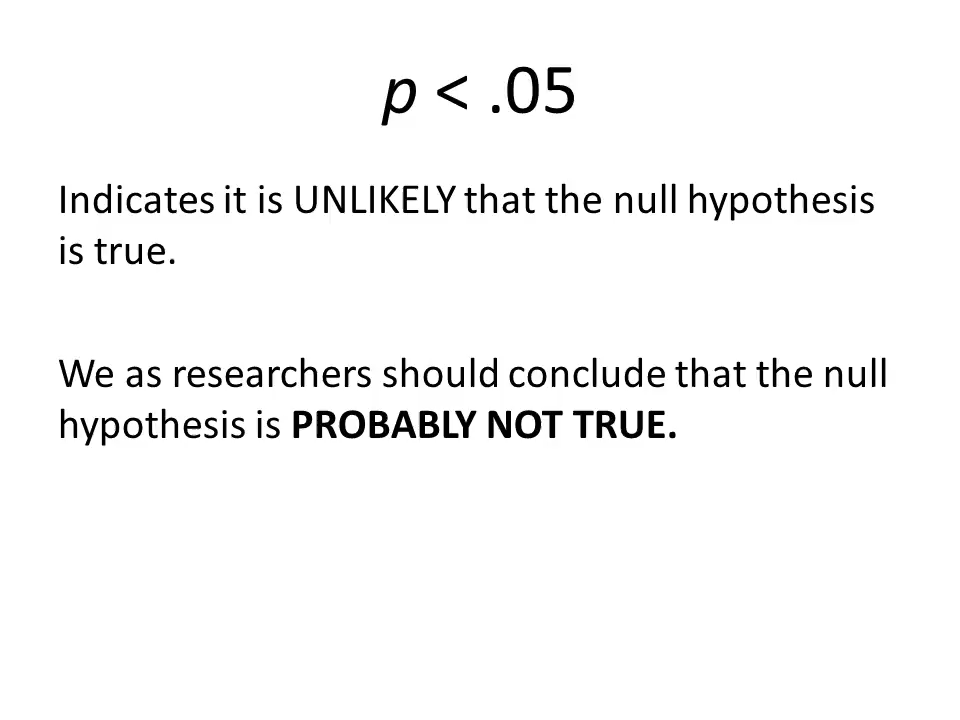 p < .05
Indicates it is UNLIKELY that the null hypothesis
is true.
We as researchers should conclude that the null
hypothesis is PROBABLY NOT TRUE.